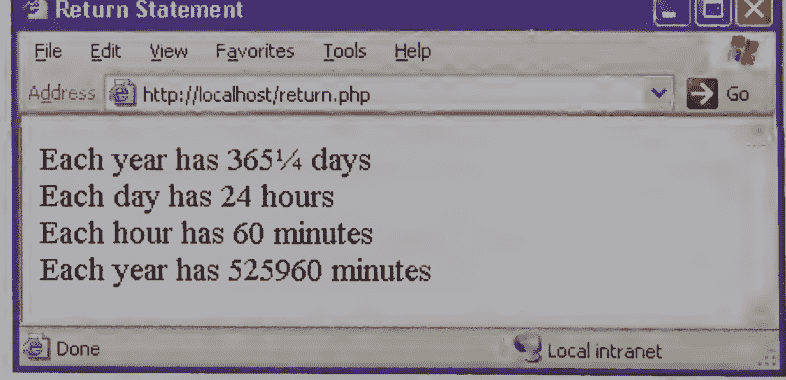 Return Statement
File Edit View Favorites Tools Help
Address http://localhost/return.php Go
Each year has 365¼ days
Each day has 24 hours
Each hour has 60 minutes
Each year has 525960 minutes
Done Local intranet